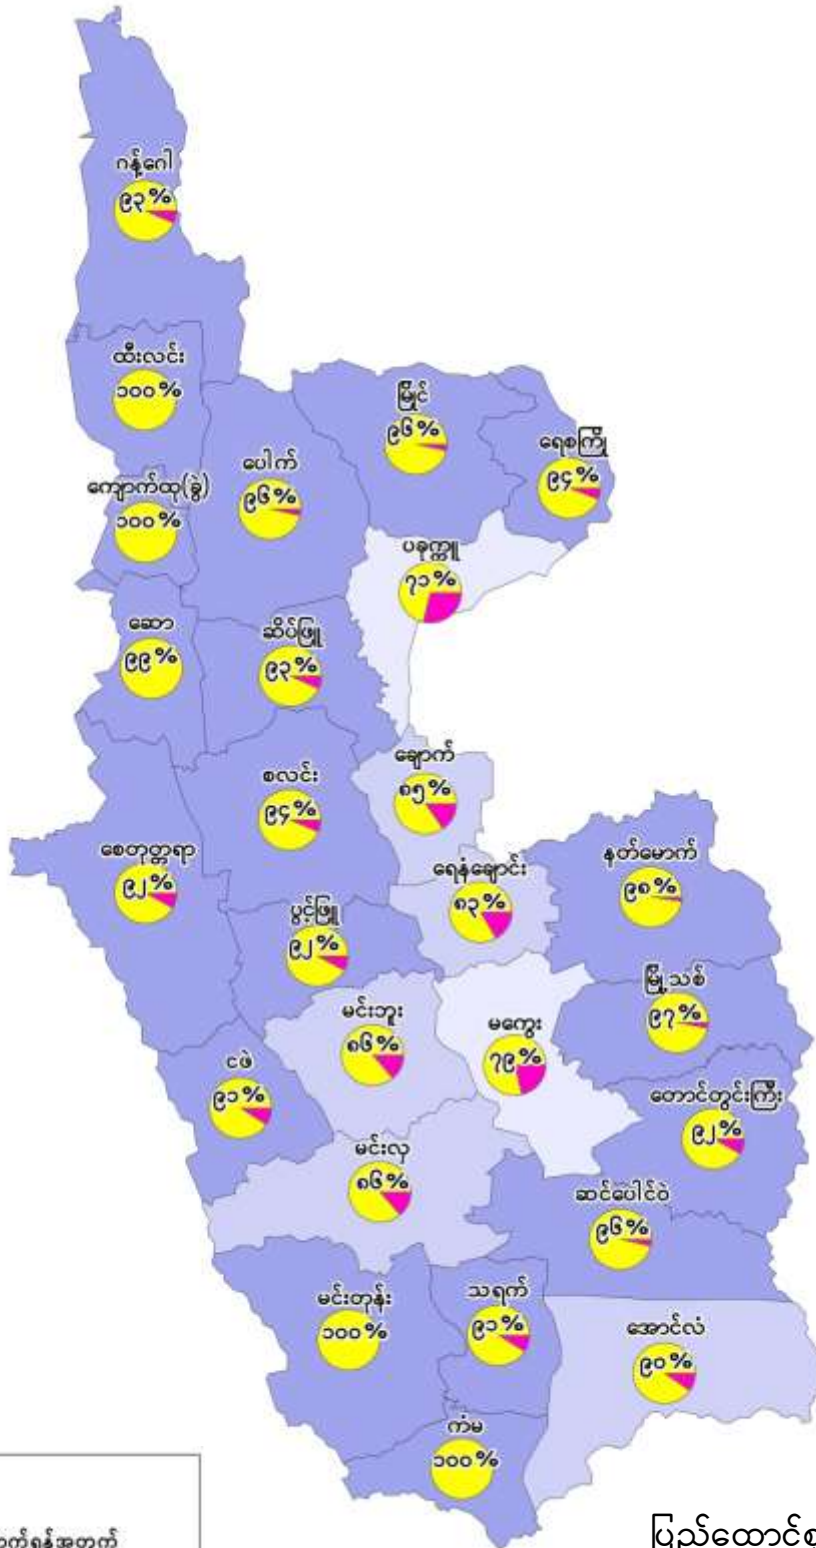 ဂန့်ဂေါ
၉၃%
ထီးလင်း
၁၀၀%
မြိုင်
၉၆%
ရေစကြို
၉၄%
ပေါက်
၉၆%
ကျောက်ထု(ခွဲ)
၁၀၀%
ပခုက္ကူ
၇၁%
ဆော
၉၉%
ဆိပ်ဖြူ
၉၃%
ချောက်
၈၅%
စလင်း
၉၄%
စေတုတ္တရာ
၉၂%
ရေနံချောင်း
၈၃%
နတ်မောက်
၉၈%
ပွင့်ဖြူ
၉၂%
မြို့သစ်
၉၇%
မင်းဘူး
၈၆%
မကွေး
၇၉%
ငဖဲ
၉၁%
တောင်တွင်းကြီး
၉၂%
မင်းလှ
၈၆%
ဆင်ပေါင်ဝဲ
၉၆%
မင်းတုန်း
၁၀၀%
သရက်
၉၁%
အောင်လံ
၉၀%
ကံမ
၁၀၀%